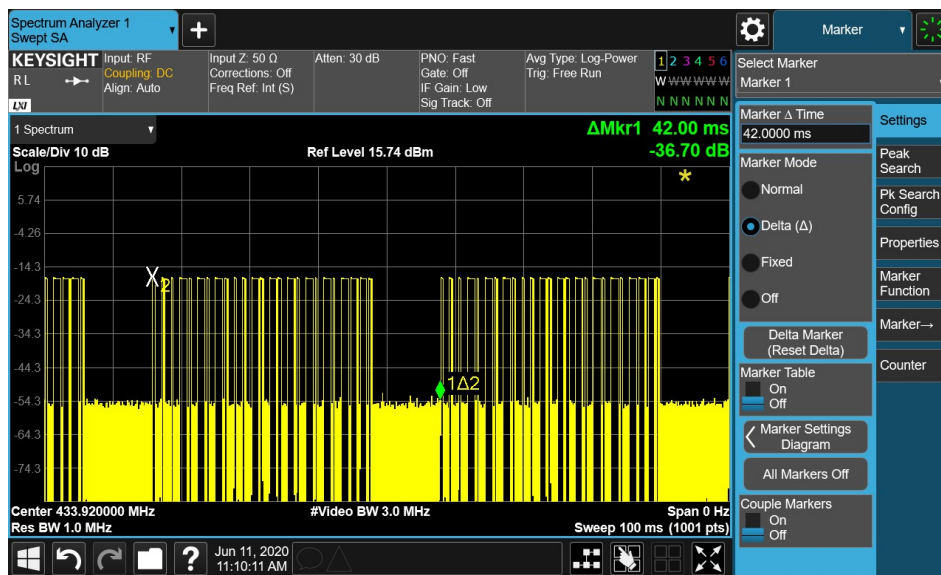 Spectrum Analyzer 1
Swept SA
+
Marker
KEYSIGHT
R L
LXI
Input: RF
Coupling: DC
Align: Auto
Input Z: 50 Ω
Corrections: Off
Freq Ref: Int (S)
Atten: 30 dB
PNO: Fast
Gate: Off
IF Gain: Low
Sig Track: Off
Avg Type: Log-Power
Trig: Free Run
1 2 3 4 5 6
W W W W W W
N N N N N N
Select Marker
Marker 1
1 Spectrum
Scale/Div 10 dB
Log
Ref Level 15.74 dBm
ΔMkr1 42.00 ms
-36.70 dB
*
5.74
-4.26
-14.3
-24.3
-34.3
-44.3
-54.3
-64.3
-74.3
X2
1Δ2
Center 433.920000 MHz
#Video BW 3.0 MHz
Span 0 Hz
Res BW 1.0 MHz
Sweep 100 ms (1001 pts)
Marker Δ Time
42.0000 ms
Marker Mode
Normal
Delta (Δ)
Fixed
Off
Delta Marker
(Reset Delta)
Marker Table
On
Off
Marker Settings
Diagram
All Markers Off
Couple Markers
On
Off
Settings
Peak
Search
Pk Search
Config
Properties
Marker
Function
Marker→
Counter
?
Jun 11, 2020
11:10:11 AM